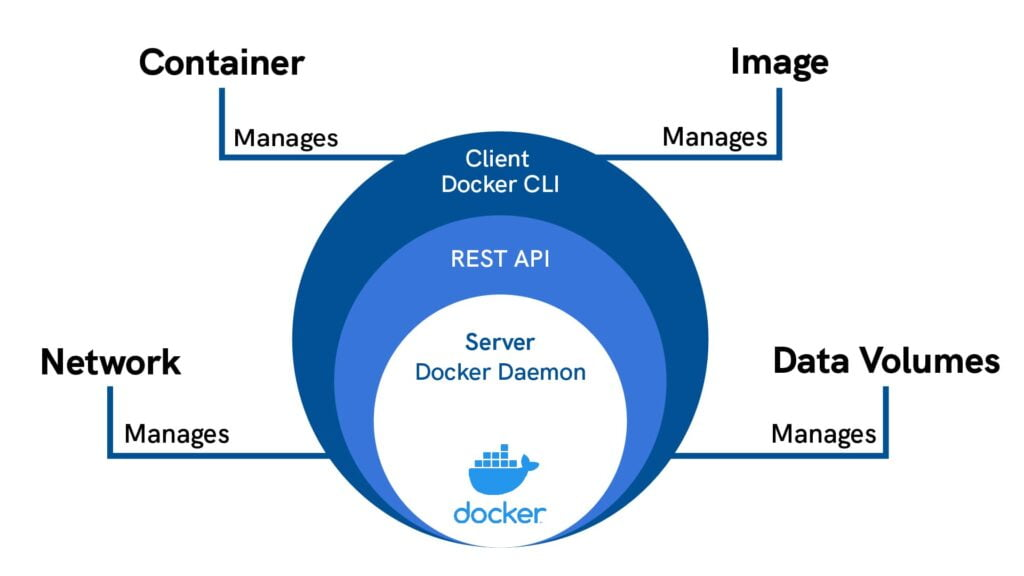 Container
Image
Manages
Manages
Client
Docker CLI
REST API
Server
Docker Daemon
Network
Data Volumes
Manages
Manages
docker